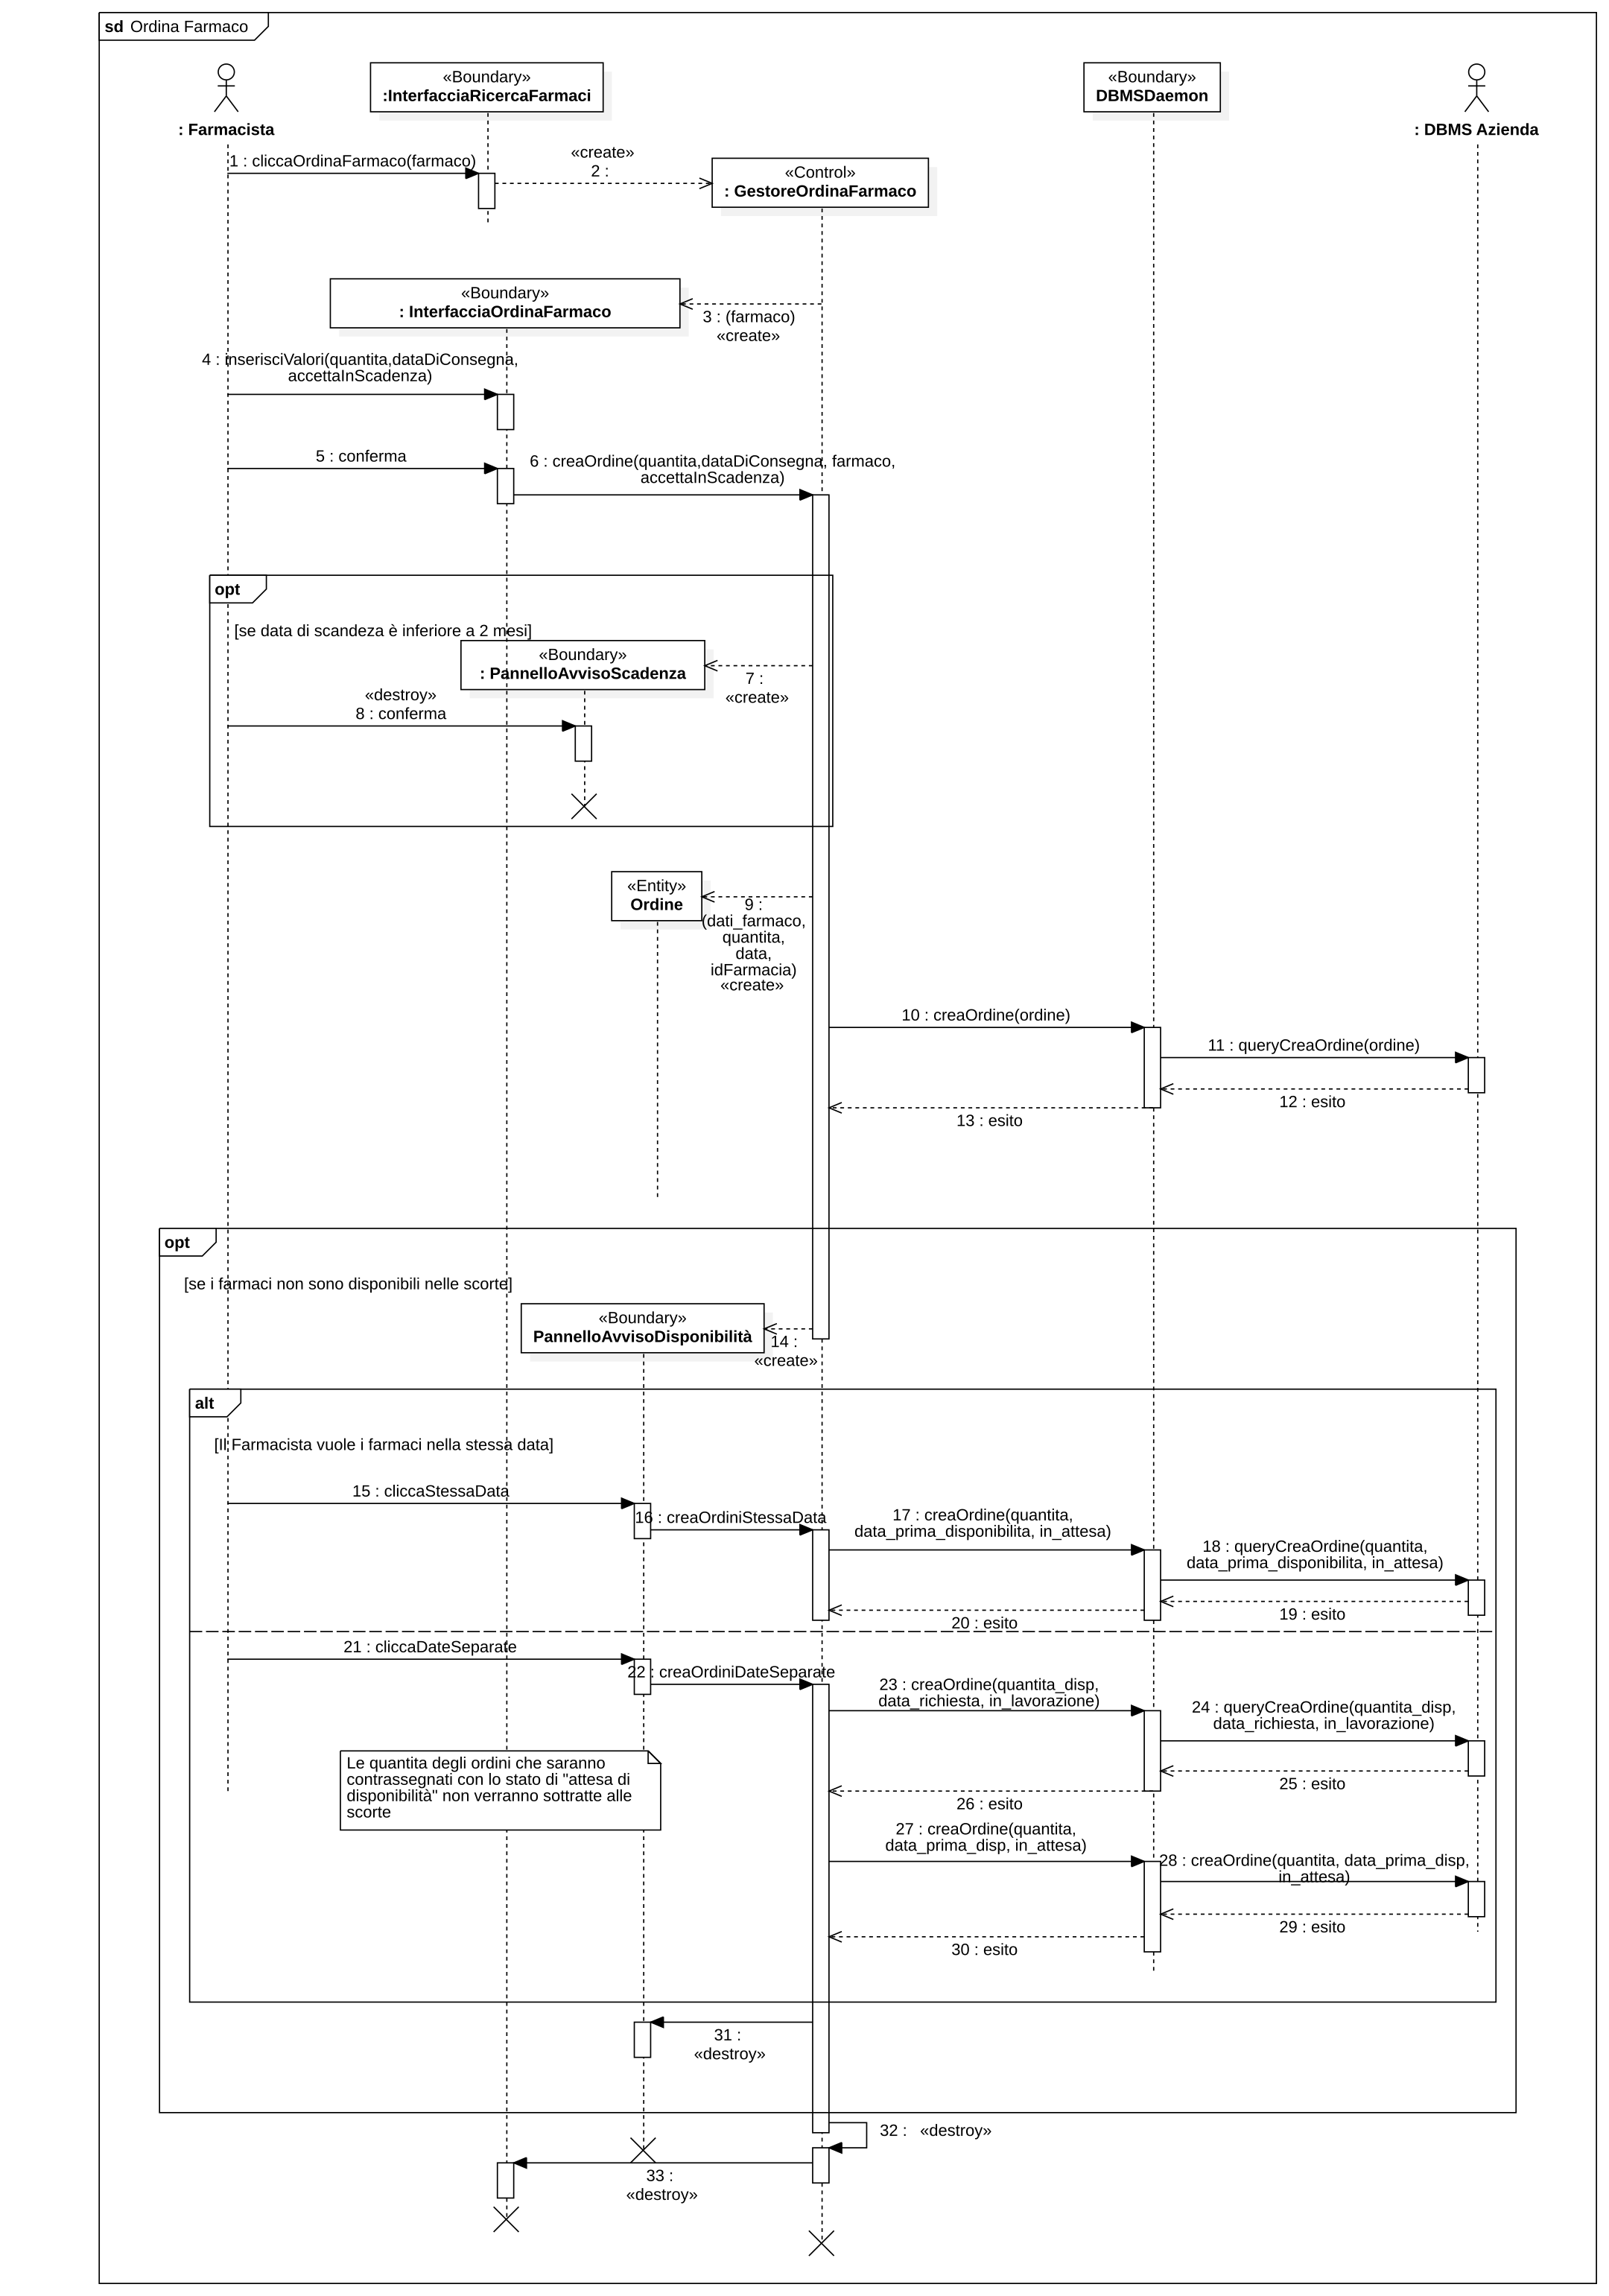 sd Ordina Farmaco
«Boundary»
:InterfacciaRicercaFarmaci
«Boundary»
DBMSDaemon
: Farmacista
: DBMS Azienda
1 : cliccaOrdinaFarmaco(farmaco)
«create»
2 :
«Control»
: GestoreOrdinaFarmaco
«Boundary»
: InterfacciaOrdinaFarmaco
3 : (farmaco)
«create»
4 : inserisciValori(quantita,dataDiConsegna,
accettaInScadenza)
5 : conferma
6 : creaOrdine(quantita,dataDiConsegna, farmaco,
accettaInScadenza)
opt
[se data di scandeza è inferiore a 2 mesi]
«Boundary»
: PannelloAvvisoScadenza
7 :
«create»
«destroy»
8 : conferma
«Entity»
Ordine
9 :
(dati_farmaco,
quantita,
data,
idFarmacia)
«create»
10 : creaOrdine(ordine)
11 : queryCreaOrdine(ordine)
12 : esito
13 : esito
opt
[se i farmaci non sono disponibili nelle scorte]
«Boundary»
PannelloAvvisoDisponibilità
14 :
«create»
alt
[Il Farmacista vuole i farmaci nella stessa data]
15 : cliccaStessaData
16 : creaOrdiniStessaData
17 : creaOrdine(quantita,
data_prima_disponibilita, in_attesa)
18 : queryCreaOrdine(quantita,
data_prima_disponibilita, in_attesa)
19 : esito
20 : esito
21 : cliccaDateSeparate
22 : creaOrdiniDateSeparate
23 : creaOrdine(quantita_disp,
data_richiesta, in_lavorazione)
24 : queryCreaOrdine(quantita_disp,
data_richiesta, in_lavorazione)
25 : esito
26 : esito
Le quantita degli ordini che saranno
contrassegnati con lo stato di "attesa di
disponibilità" non verranno sottratte alle
scorte
27 : creaOrdine(quantita,
data_prima_disp, in_attesa)
28 : creaOrdine(quantita, data_prima_disp,
in_attesa)
29 : esito
30 : esito
31 :
«destroy»
32 : «destroy»
33 :
«destroy»